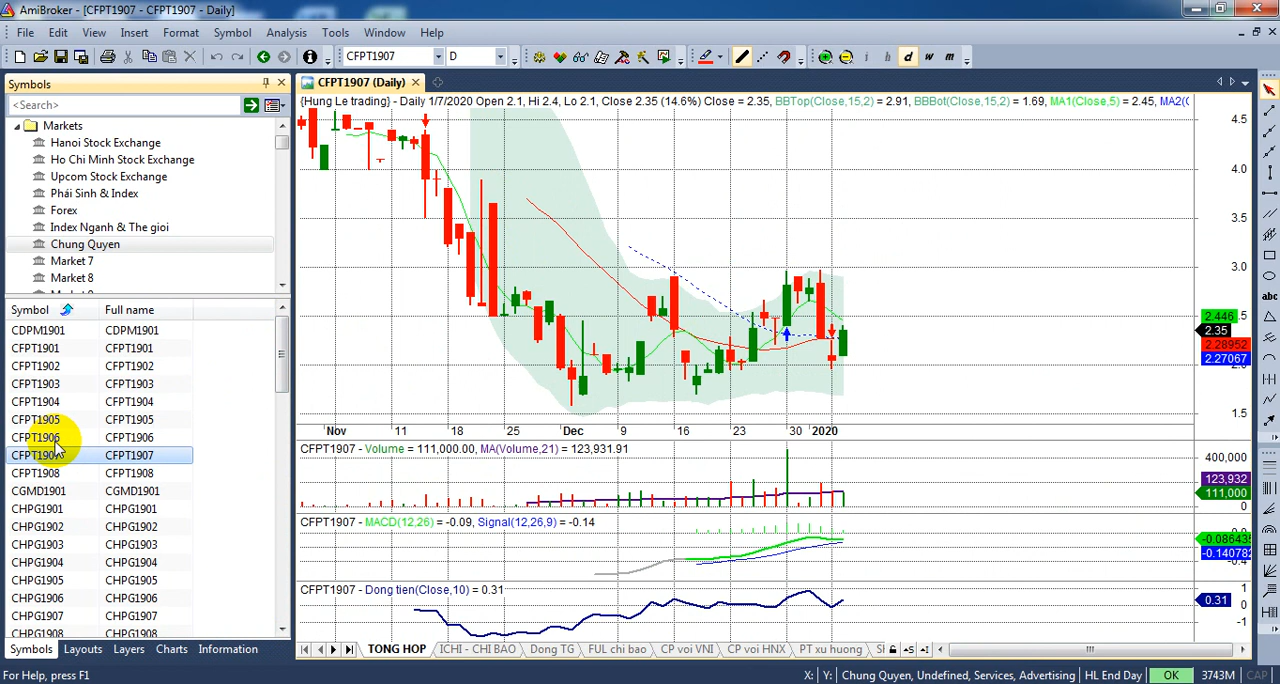 AmiBroker - [CFPT1907 - CFPT1907 - Daily]
File Edit View Insert Format Symbol Analysis Tools Window Help
CFPT1907 D i h d w m
Symbols
CFPT1907 (Daily)
<Search>
{Hung Le trading} - Daily 1/7/2020 Open 2.1, Hi 2.4, Lo 2.1, Close 2.35 (14.6%) Close = 2.35, BBTop(Close,15,2) = 2.91, BBBot(Close,15,2) = 1.69, MA1(Close,5) = 2.45, MA2(C
Markets
Hanoi Stock Exchange
Ho Chi Minh Stock Exchange
Upcom Stock Exchange
Phái Sinh & Index
Forex
Index Nganh & The gioi
Chung Quyen
Market 7
Market 8
Symbol Full name
CDPM1901 CDPM1901
CFPT1901 CFPT1901
CFPT1902 CFPT1902
CFPT1903 CFPT1903
CFPT1904 CFPT1904
CFPT1905 CFPT1905
CFPT1906 CFPT1906
CFPT1907 CFPT1907
CFPT1908 CFPT1908
CGMD1901 CGMD1901
CHPG1901 CHPG1901
CHPG1902 CHPG1902
CHPG1903 CHPG1903
CHPG1904 CHPG1904
CHPG1905 CHPG1905
CHPG1906 CHPG1906
CHPG1907 CHPG1907
CHPG1908 CHPG1908
Symbols Layouts Layers Charts Information
4.5
4.0
3.5
3.0
2.446
2.35
2.28952
2.27067
1.5
Nov 11 18 25 Dec 9 16 23 30 2020
CFPT1907 - Volume = 111,000.00, MA(Volume,21) = 123,931.91
400,000
123,932
111,000
CFPT1907 - MACD(12,26) = -0.09, Signal(12,26,9) = -0.14
-0.086435
-0.140782
CFPT1907 - Dong tien(Close,10) = 0.31
1
0.31
-1
TONG HOP ICHI - CHI BAO Dong TG FUL chi bao CP voi VNI CP voi HNX PT xu huong
abc
For Help, press F1 X: Y: Chung Quyen, Undefined, Services, Advertising HL End Day OK 3743M CAP